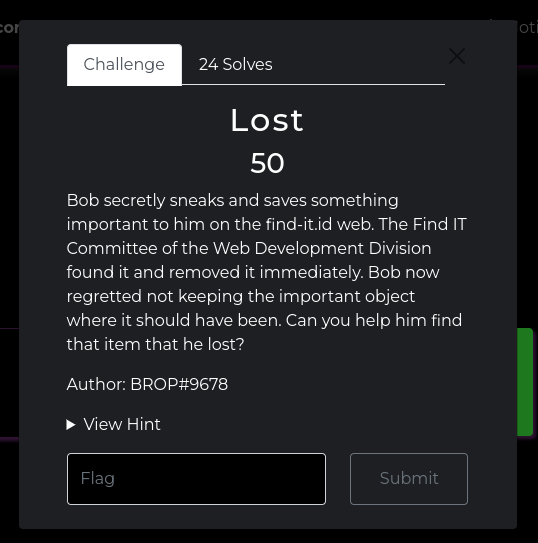 Challenge
24 Solves
Lost
50
Bob secretly sneaks and saves something
important to him on the find-it.id web. The Find IT
Committee of the Web Development Division
found it and removed it immediately. Bob now
regretted not keeping the important object
where it should have been. Can you help him find
that item that he lost?
Author: BROP#9678
View Hint
Flag
Submit